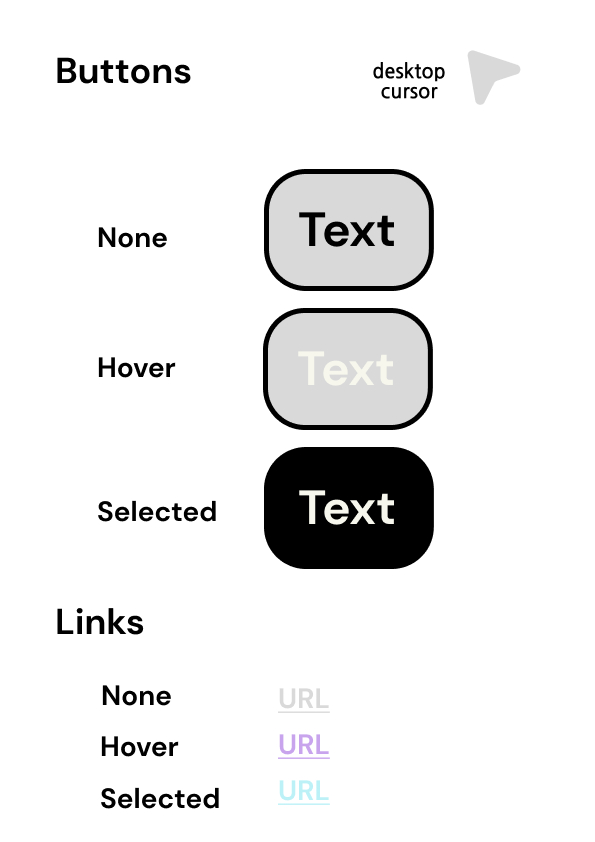 Buttons
desktop
cursor
None
Text
Hover
Text
Selected
Text
Links
None
URL
Hover
URL
Selected
URL